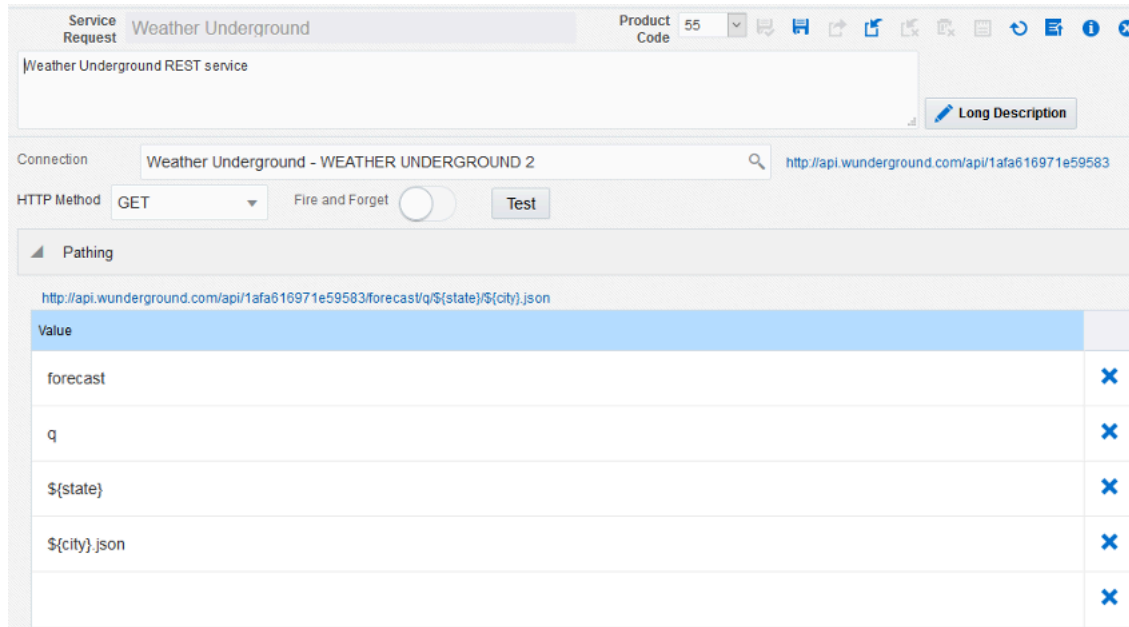 Service Request Weather Underground Product Code 55
Weather Underground REST service
Long Description
Connection Weather Underground - WEATHER UNDERGROUND 2 http://api.wunderground.com/api/1afa616971e59583
HTTP Method GET Fire and Forget Test
Pathing
http://api.wunderground.com/api/1afa616971e59583/forecast/q/${state}/${city}.json
Value
forecast
q
${state}
${city}.json